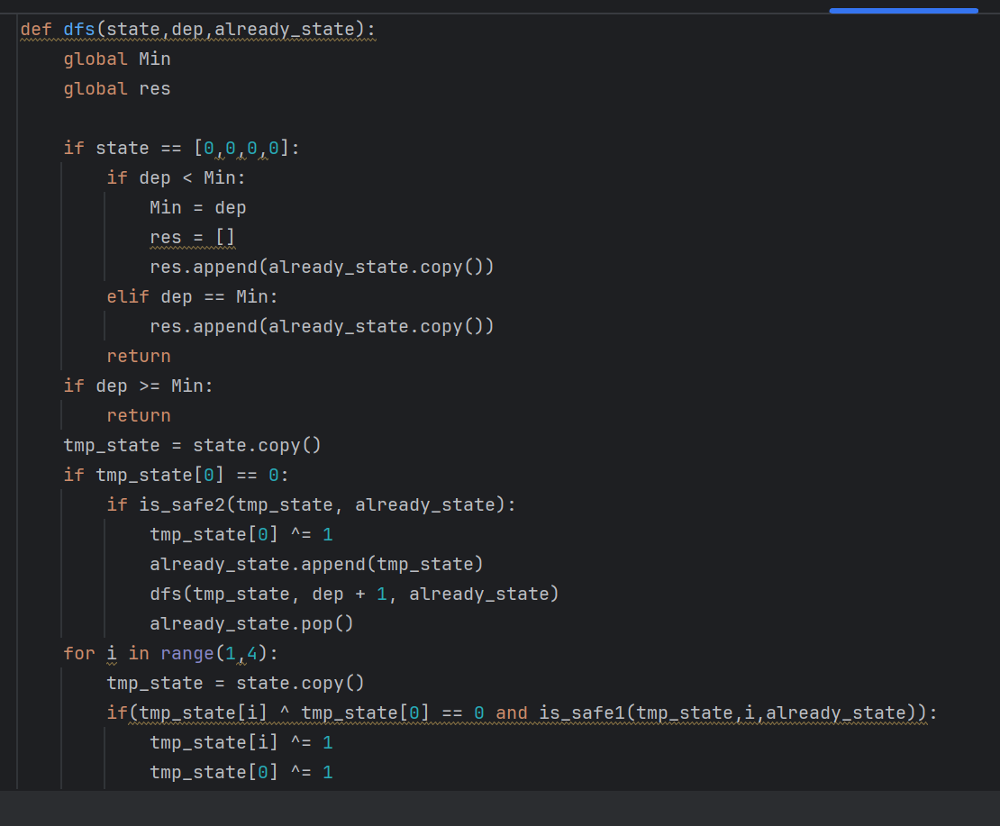 def dfs(state,dep,already_state):
    global Min
    global res

    if state == [0,0,0,0]:
        if dep < Min:
            Min = dep
            res = []
            res.append(already_state.copy())
        elif dep == Min:
            res.append(already_state.copy())
        return
    if dep >= Min:
        return
    tmp_state = state.copy()
    if tmp_state[0] == 0:
        if is_safe2(tmp_state, already_state):
            tmp_state[0] ^= 1
            already_state.append(tmp_state)
            dfs(tmp_state, dep + 1, already_state)
            already_state.pop()
    for i in range(1,4):
        tmp_state = state.copy()
        if(tmp_state[i] ^ tmp_state[0] == 0 and is_safe1(tmp_state,i,already_state)):
            tmp_state[i] ^= 1
            tmp_state[0] ^= 1